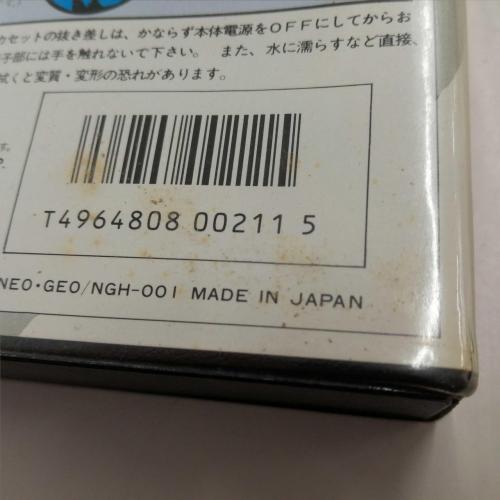 カセットの抜き差しは、かならず本体電源をOFFにしてからお
子部には手を触れないで下さい。 また、水に濡らすなど直接、
拭くと変質・変形の恐れがあります。
す。
T4964808 00211 5
NEO・GEO/NGH-001 MADE IN JAPAN